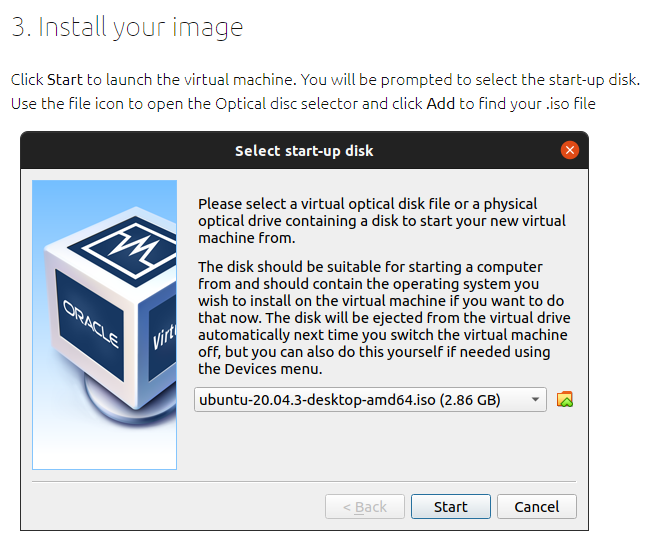 3. Install your image
Click Start to launch the virtual machine. You will be prompted to select the start-up disk.
Use the file icon to open the Optical disc selector and click Add to find your .iso file
Select start-up disk
Please select a virtual optical disk file or a physical
optical drive containing a disk to start your new virtual
machine from.
The disk should be suitable for starting a computer
from and should contain the operating system you
wish to install on the virtual machine if you want to do
that now. The disk will be ejected from the virtual drive
automatically next time you switch the virtual machine
off, but you can also do this yourself if needed using
the Devices menu.
ORACLE
Virtu
ubuntu-20.04.3-desktop-amd64.iso (2.86 GB)
< Back
Start
Cancel